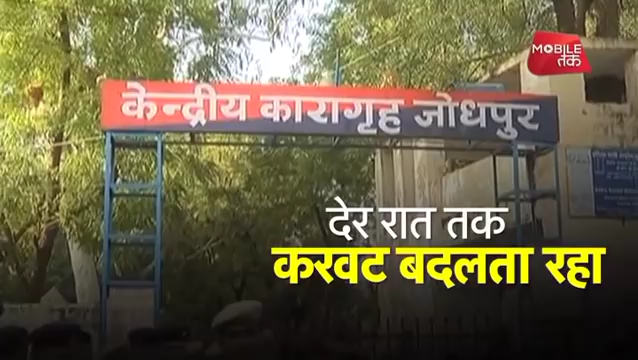 MOBILE
तक
केन्द्रीय कारागृह जोधपुर
देर रात तक
करवट बदलता रहा